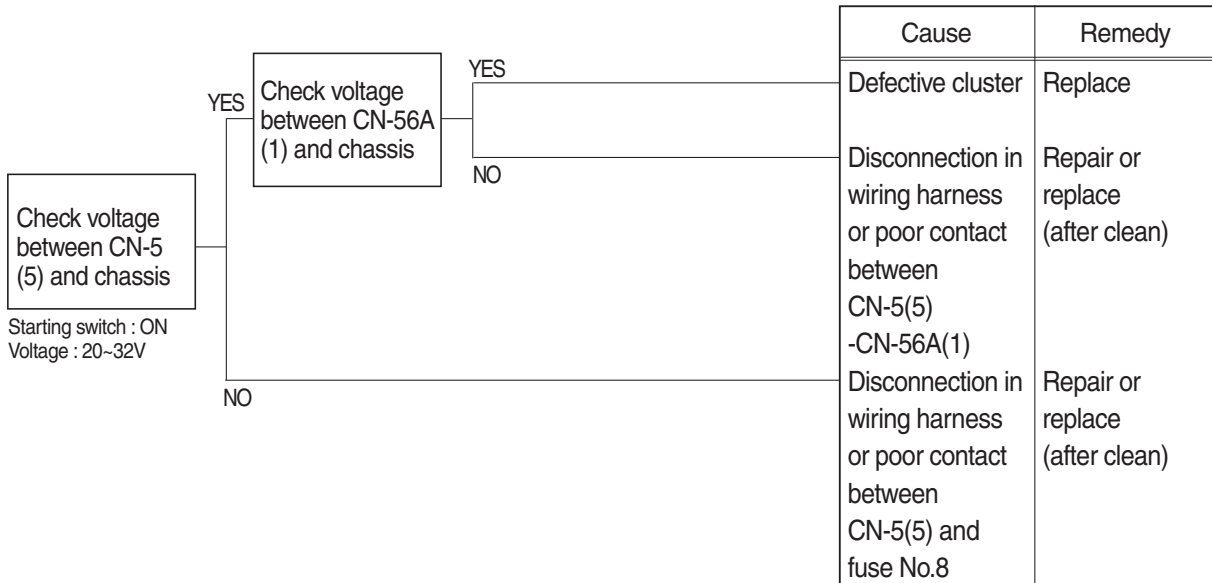 Cause
Remedy
YES
Check voltage
between CN-56A
(1) and chassis
YES
NO
Check voltage
between CN-5
(5) and chassis
Starting switch : ON
Voltage : 20~32V
NO
Defective cluster
Replace
Disconnection in
wiring harness
or poor contact
between
CN-5(5)
-CN-56A(1)
Repair or
replace
(after clean)
Disconnection in
wiring harness
or poor contact
between
CN-5(5) and
fuse No.8
Repair or
replace
(after clean)